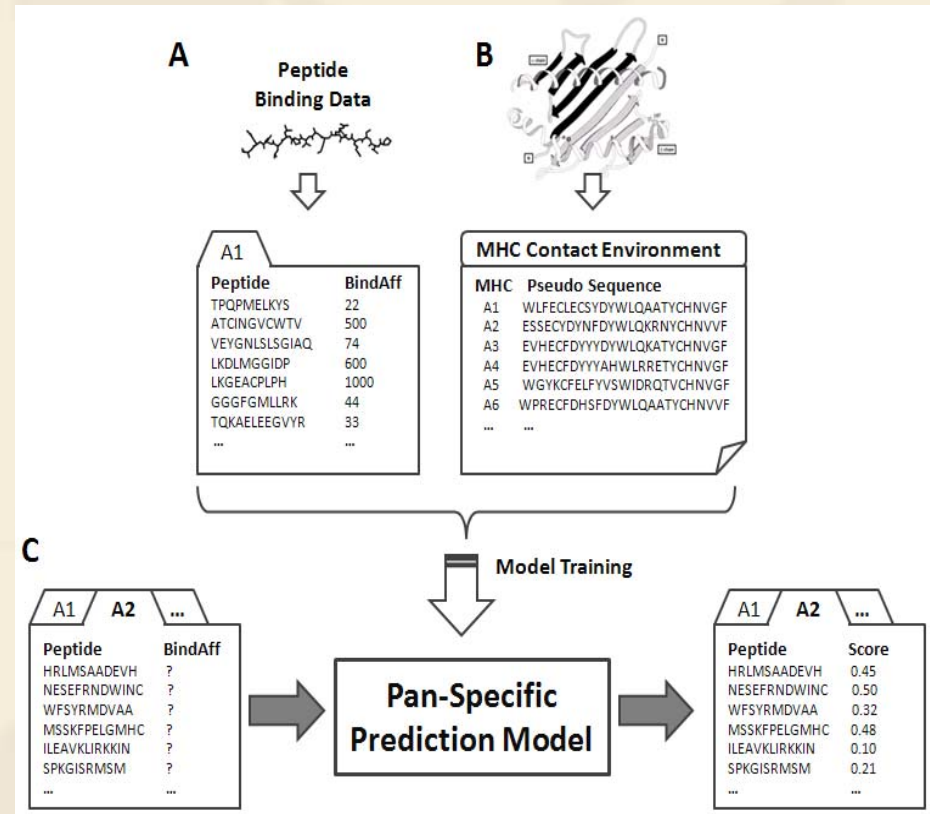 A
Peptide
Binding Data
B
A1
Peptide BindAff
TPQPMELKYS 22
ATCINGVCWTV 500
VEYGNLSLSGIAQ 74
LKDLMGGIDP 600
LKGEACPLPH 1000
GGGFGMLLRK 44
TQKAELEEGVYR 33
... ...
MHC Contact Environment
MHC Pseudo Sequence
A1 WLFECLECSYDYWLQAATYCHNVGF
A2 ESSECYDYNFDYWLQKRNYCHNVVF
A3 EVHECFDYYYDYWLQKATYCHNVGF
A4 EVHECFDYYYAHWLRRETYCHNVGF
A5 WGYKCFELFYVSWIDRQTVCHNVGF
A6 WPRECFDHSFDYWLQAATYCHNVVF
... ...
C
Model Training
A1 A2 ...
Peptide BindAff
HRLMSAADEVH ?
NESEFRNDWINC ?
WFSYRMDVAA ?
MSSKFPELGMHC ?
ILEAVKLIRKKIN ?
SPKGISRMSM ?
... ...
Pan-Specific
Prediction Model
A1 A2 ...
Peptide Score
HRLMSAADEVH 0.45
NESEFRNDWINC 0.50
WFSYRMDVAA 0.32
MSSKFPELGMHC 0.48
ILEAVKLIRKKIN 0.10
SPKGISRMSM 0.21
... ...